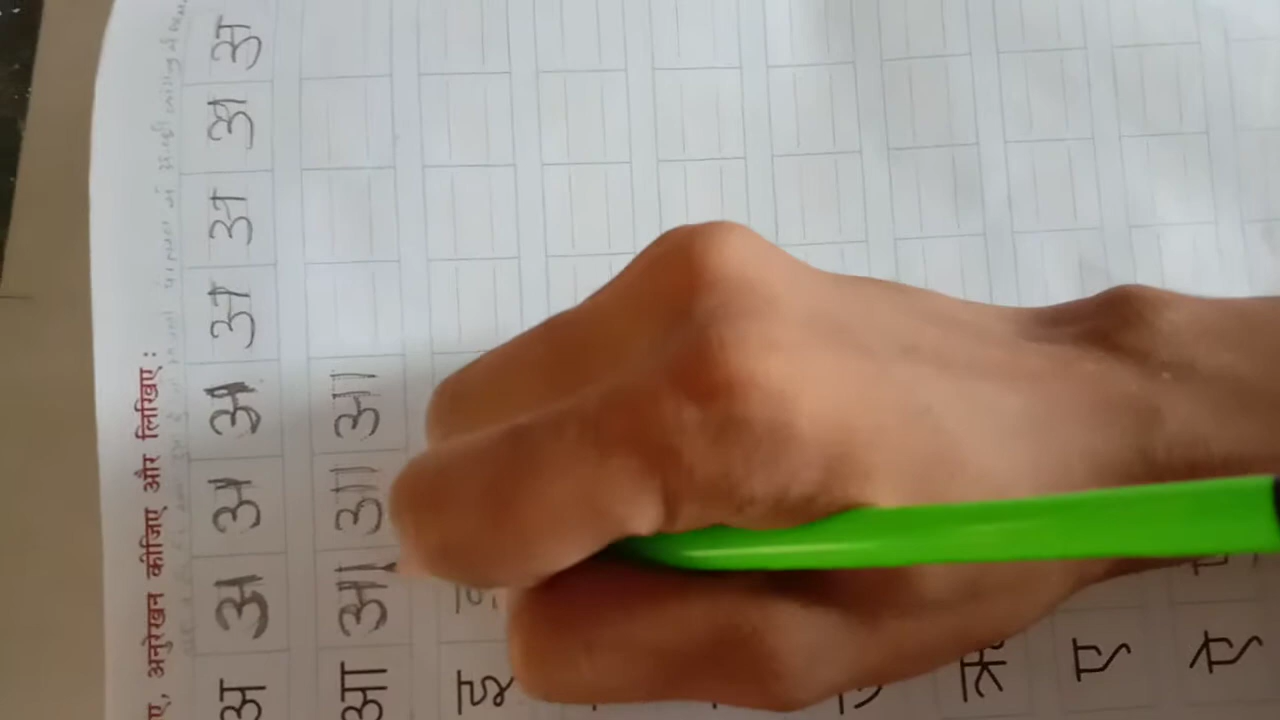 अनुरेखन कीजिए और लिखिए :
अ अ अ अ अ अ अ अ
आ आ आ आ
इ
ऋ
ए
ऐ